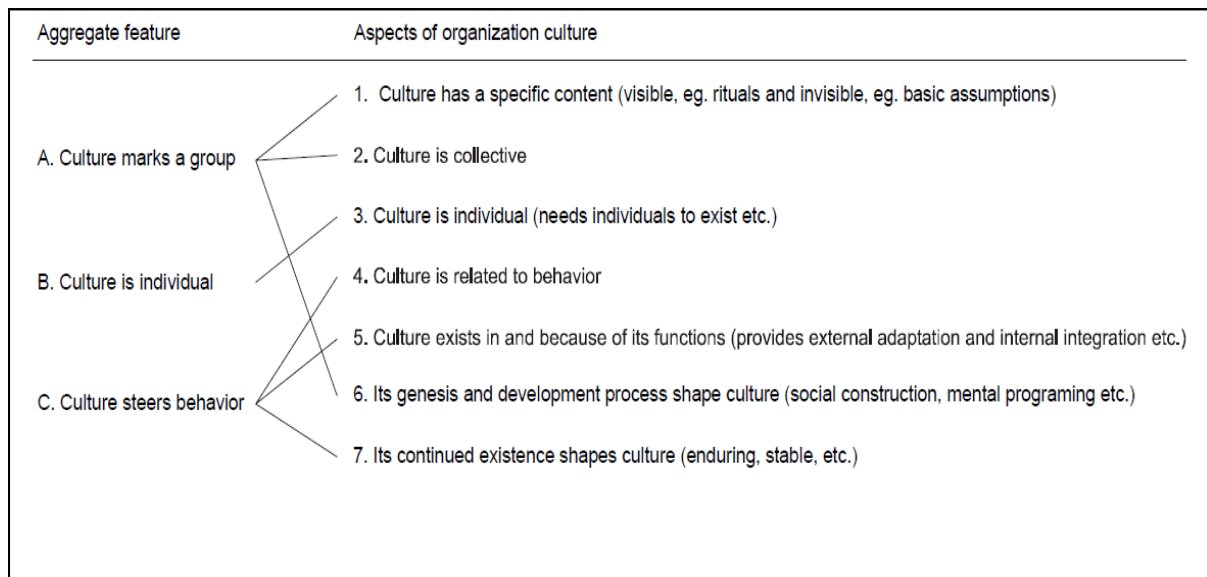 Aggregate feature
Aspects of organization culture
1. Culture has a specific content (visible, eg. rituals and invisible, eg. basic assumptions)
A. Culture marks a group
2. Culture is collective
3. Culture is individual (needs individuals to exist etc.)
B. Culture is individual
4. Culture is related to behavior
5. Culture exists in and because of its functions (provides external adaptation and internal integration etc.)
C. Culture steers behavior
6. Its genesis and development process shape culture (social construction, mental programing etc.)
7. Its continued existence shapes culture (enduring, stable, etc.)